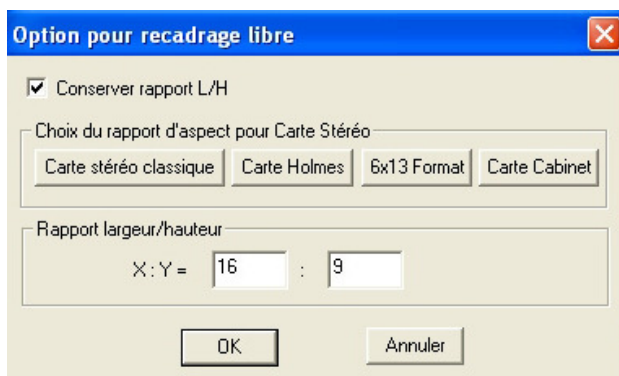 Option pour recadrage libre
Conserver rapport L/H
Choix du rapport d'aspect pour Carte Stéréo
Carte stéréo classique Carte Holmes 6x13 Format Carte Cabinet
Rapport largeur/hauteur
X : Y = 16 : 9
OK Annuler